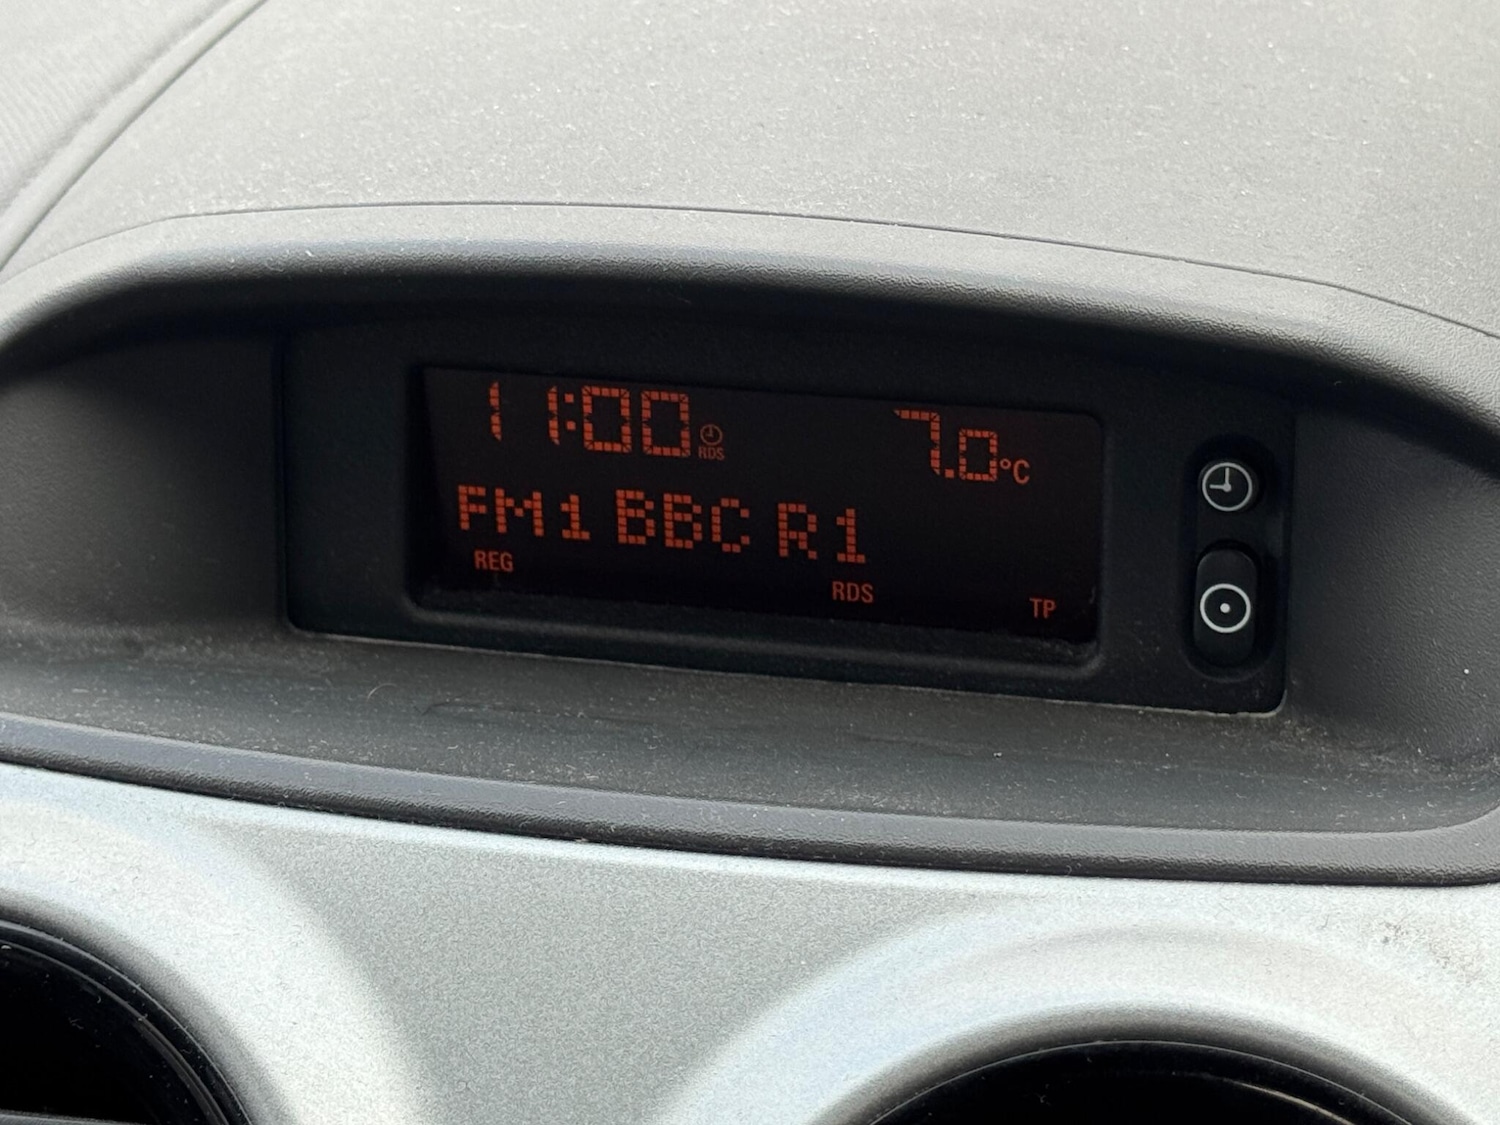 11:00 RDS 7.0°C
FM1 BBC R1
REG RDS TP